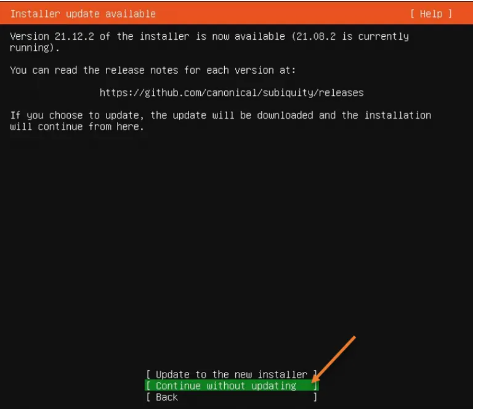 Installer update available [ Help ]
Version 21.12.2 of the installer is now available (21.08.2 is currently
running).
You can read the release notes for each version at:
https://github.com/canonical/subiquity/releases
If you choose to update, the update will be downloaded and the installation
will continue from here.
[ Update to the new installer ]
[ Continue without updating ]
[ Back ]